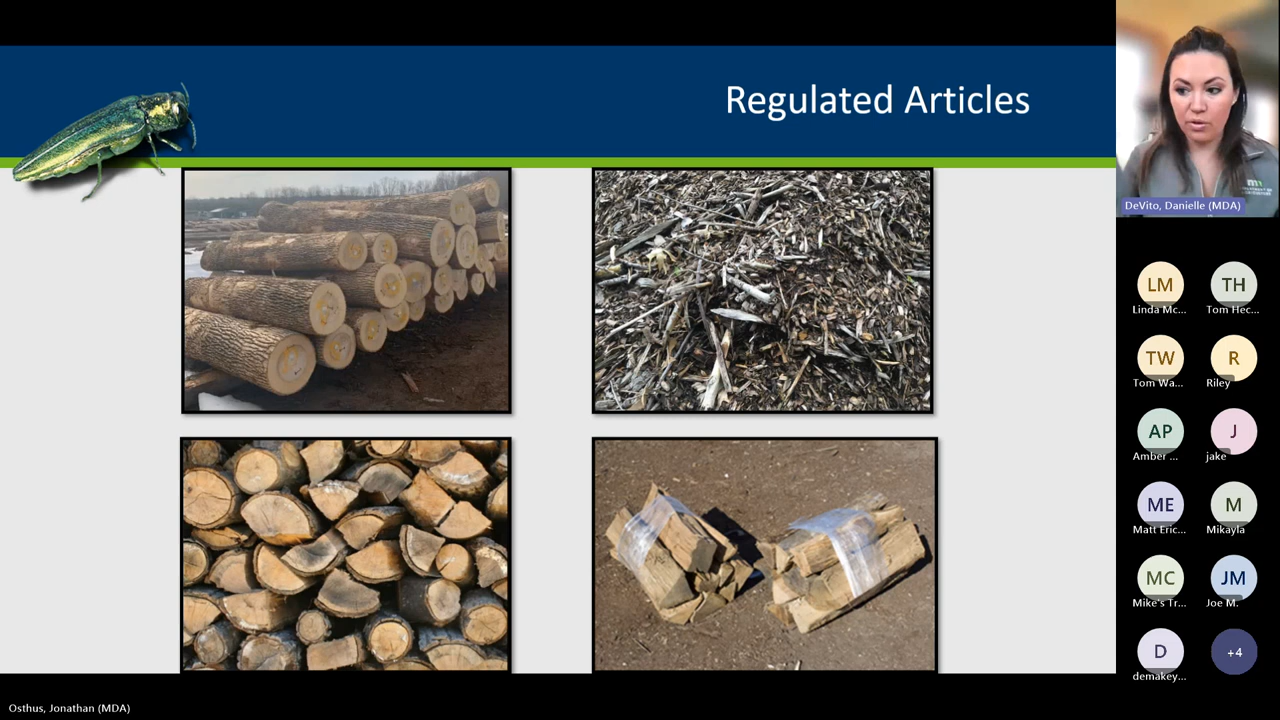 Regulated Articles
DeVito, Danielle (MDA)
LM
TH
Linda Mc...
Tom Hec...
TW
R
Tom Wa...
Riley
AP
J
Amber ...
jake
ME
M
Matt Eric...
Mikayla
MC
JM
Mike's Tr...
Joe M.
D
+4
demakey...
Osthus, Jonathan (MDA)